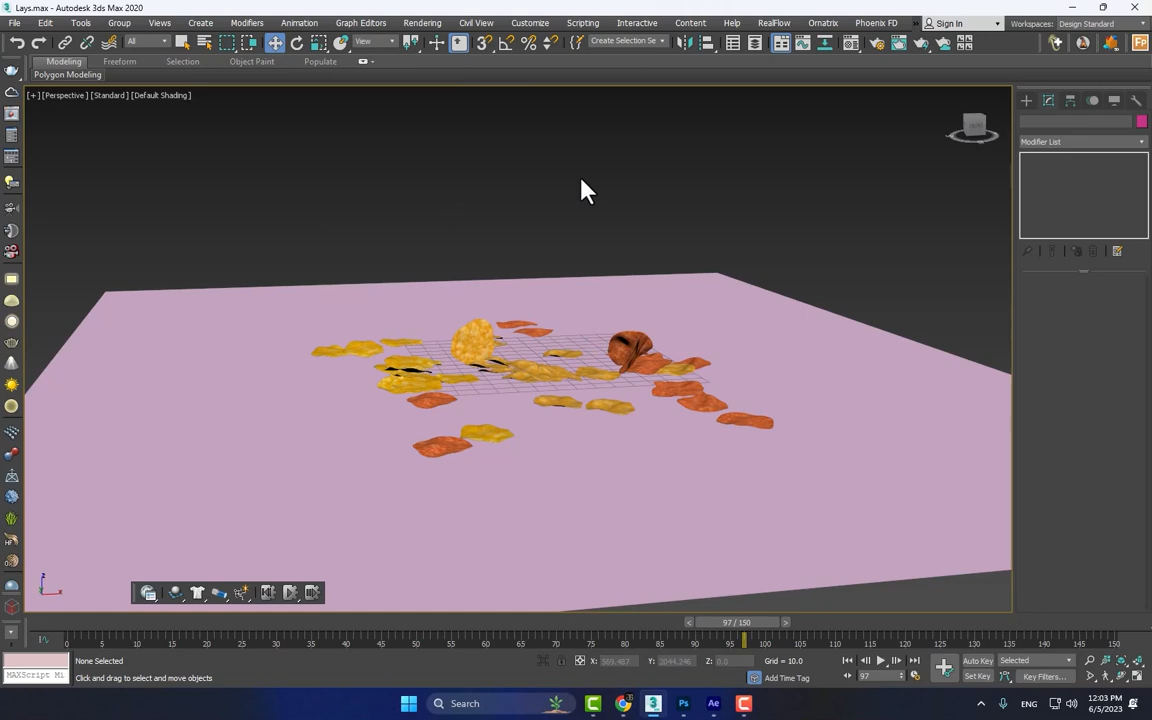 Lays.max - Autodesk 3ds Max 2020
File Edit Tools Group Views Create Modifiers Animation Graph Editors Rendering Civil View Customize Scripting Interactive Content Help RealFlow Ornatrix Phoenix FD Sign In Workspaces: Design Standard
All View Create Selection Se
Modeling Freeform Selection Object Paint Populate
Polygon Modeling
[+] [Perspective] [Standard] [Default Shading]
Modifier List
97 / 150
0 5 10 15 20 25 30 35 40 45 50 55 60 65 70 75 80 85 90 95 100 105 110 115 120 125 130 135 140 145 150
None Selected X: 369.487 Y: 2044.246 Z: 0.0 Grid = 10.0 Auto Key Selected
MAXScript Mi Click and drag to select and move objects Add Time Tag 97 Set Key Key Filters...
Search ENG 12:03 PM
6/5/2023